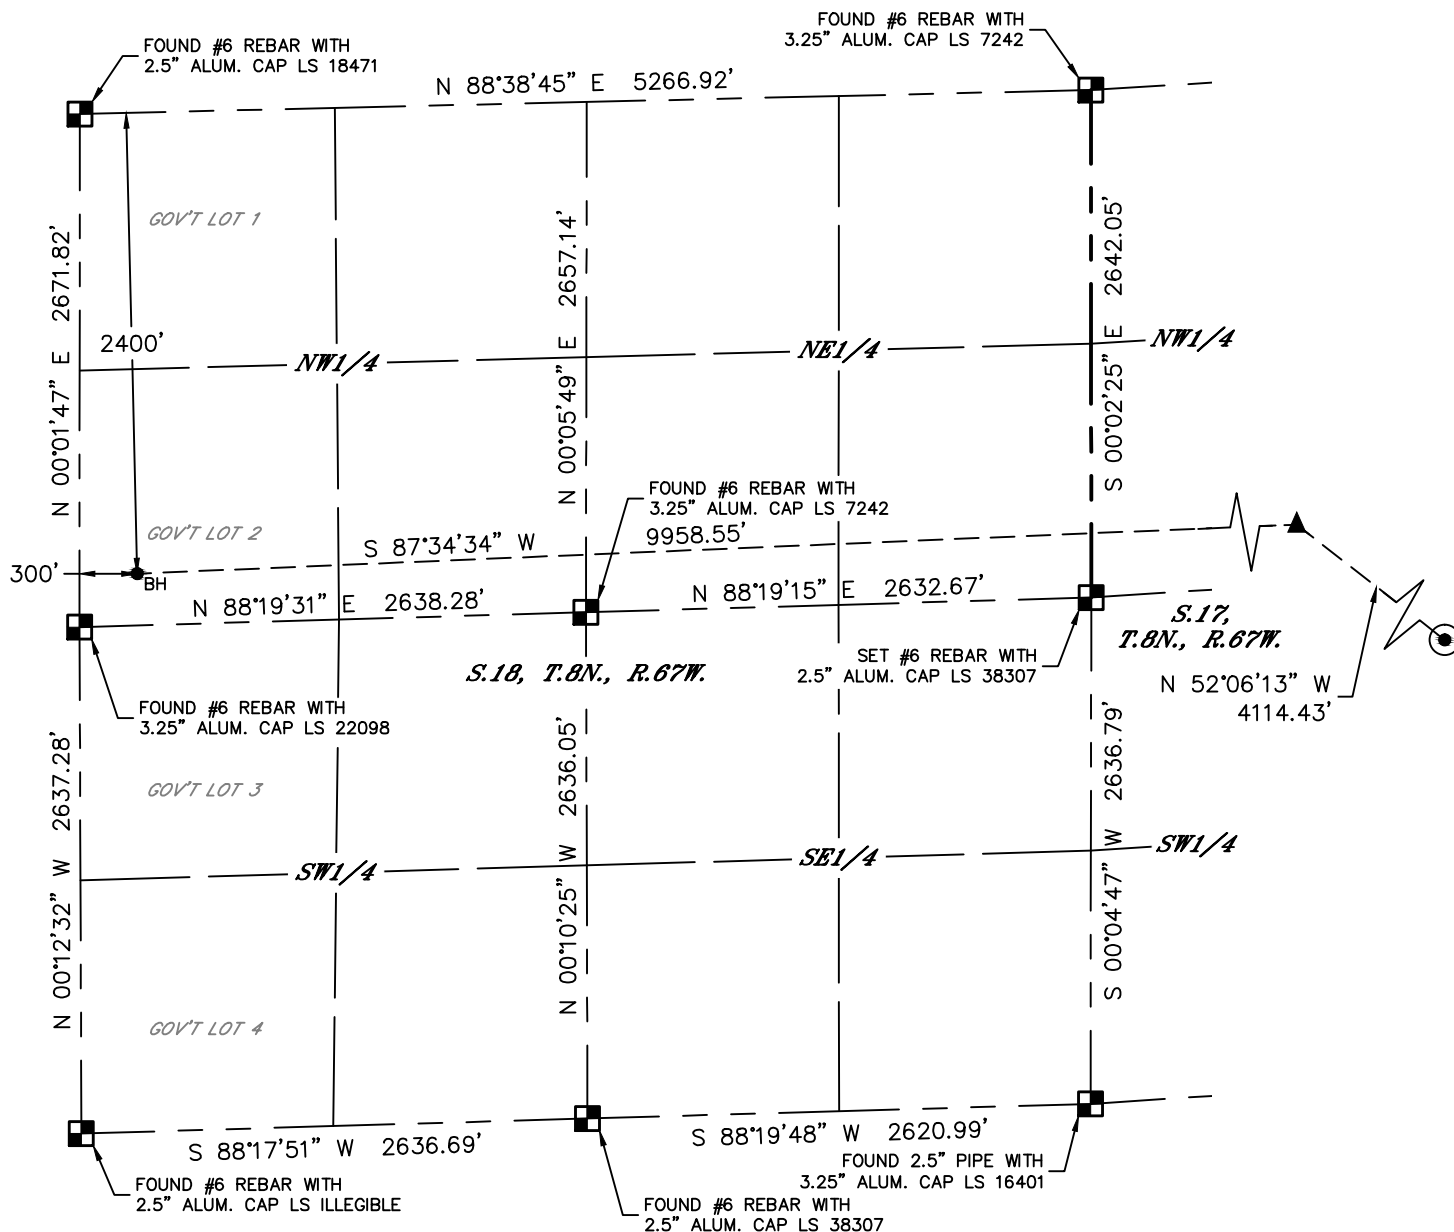 FOUND #6 REBAR WITH
2.5" ALUM. CAP LS 18471
FOUND #6 REBAR WITH
3.25" ALUM. CAP LS 7242
N 88°38'45" E 5266.92'
GOV'T LOT 1
N 00°01'47" E 2671.82'
2400'
N 00°05'49" E 2657.14'
S 00°02'25" E 2642.05'
NW1/4
NE1/4
NW1/4
FOUND #6 REBAR WITH
3.25" ALUM. CAP LS 7242
GOV'T LOT 2
S 87°34'34" W 9958.55'
300'
BH
N 88°19'31" E 2638.28'
N 88°19'15" E 2632.67'
S.17,
T.8N., R.67W.
S.18, T.8N., R.67W.
SET #6 REBAR WITH
2.5" ALUM. CAP LS 38307
N 52°06'13" W
4114.43'
FOUND #6 REBAR WITH
3.25" ALUM. CAP LS 22098
GOV'T LOT 3
N 00°12'32" W 2637.28'
N 00°10'25" W 2636.05'
S 00°04'47" W 2636.79'
SW1/4
SE1/4
SW1/4
GOV'T LOT 4
S 88°17'51" W 2636.69'
S 88°19'48" W 2620.99'
FOUND 2.5" PIPE WITH
3.25" ALUM. CAP LS 16401
FOUND #6 REBAR WITH
2.5" ALUM. CAP LS ILLEGIBLE
FOUND #6 REBAR WITH
2.5" ALUM. CAP LS 38307